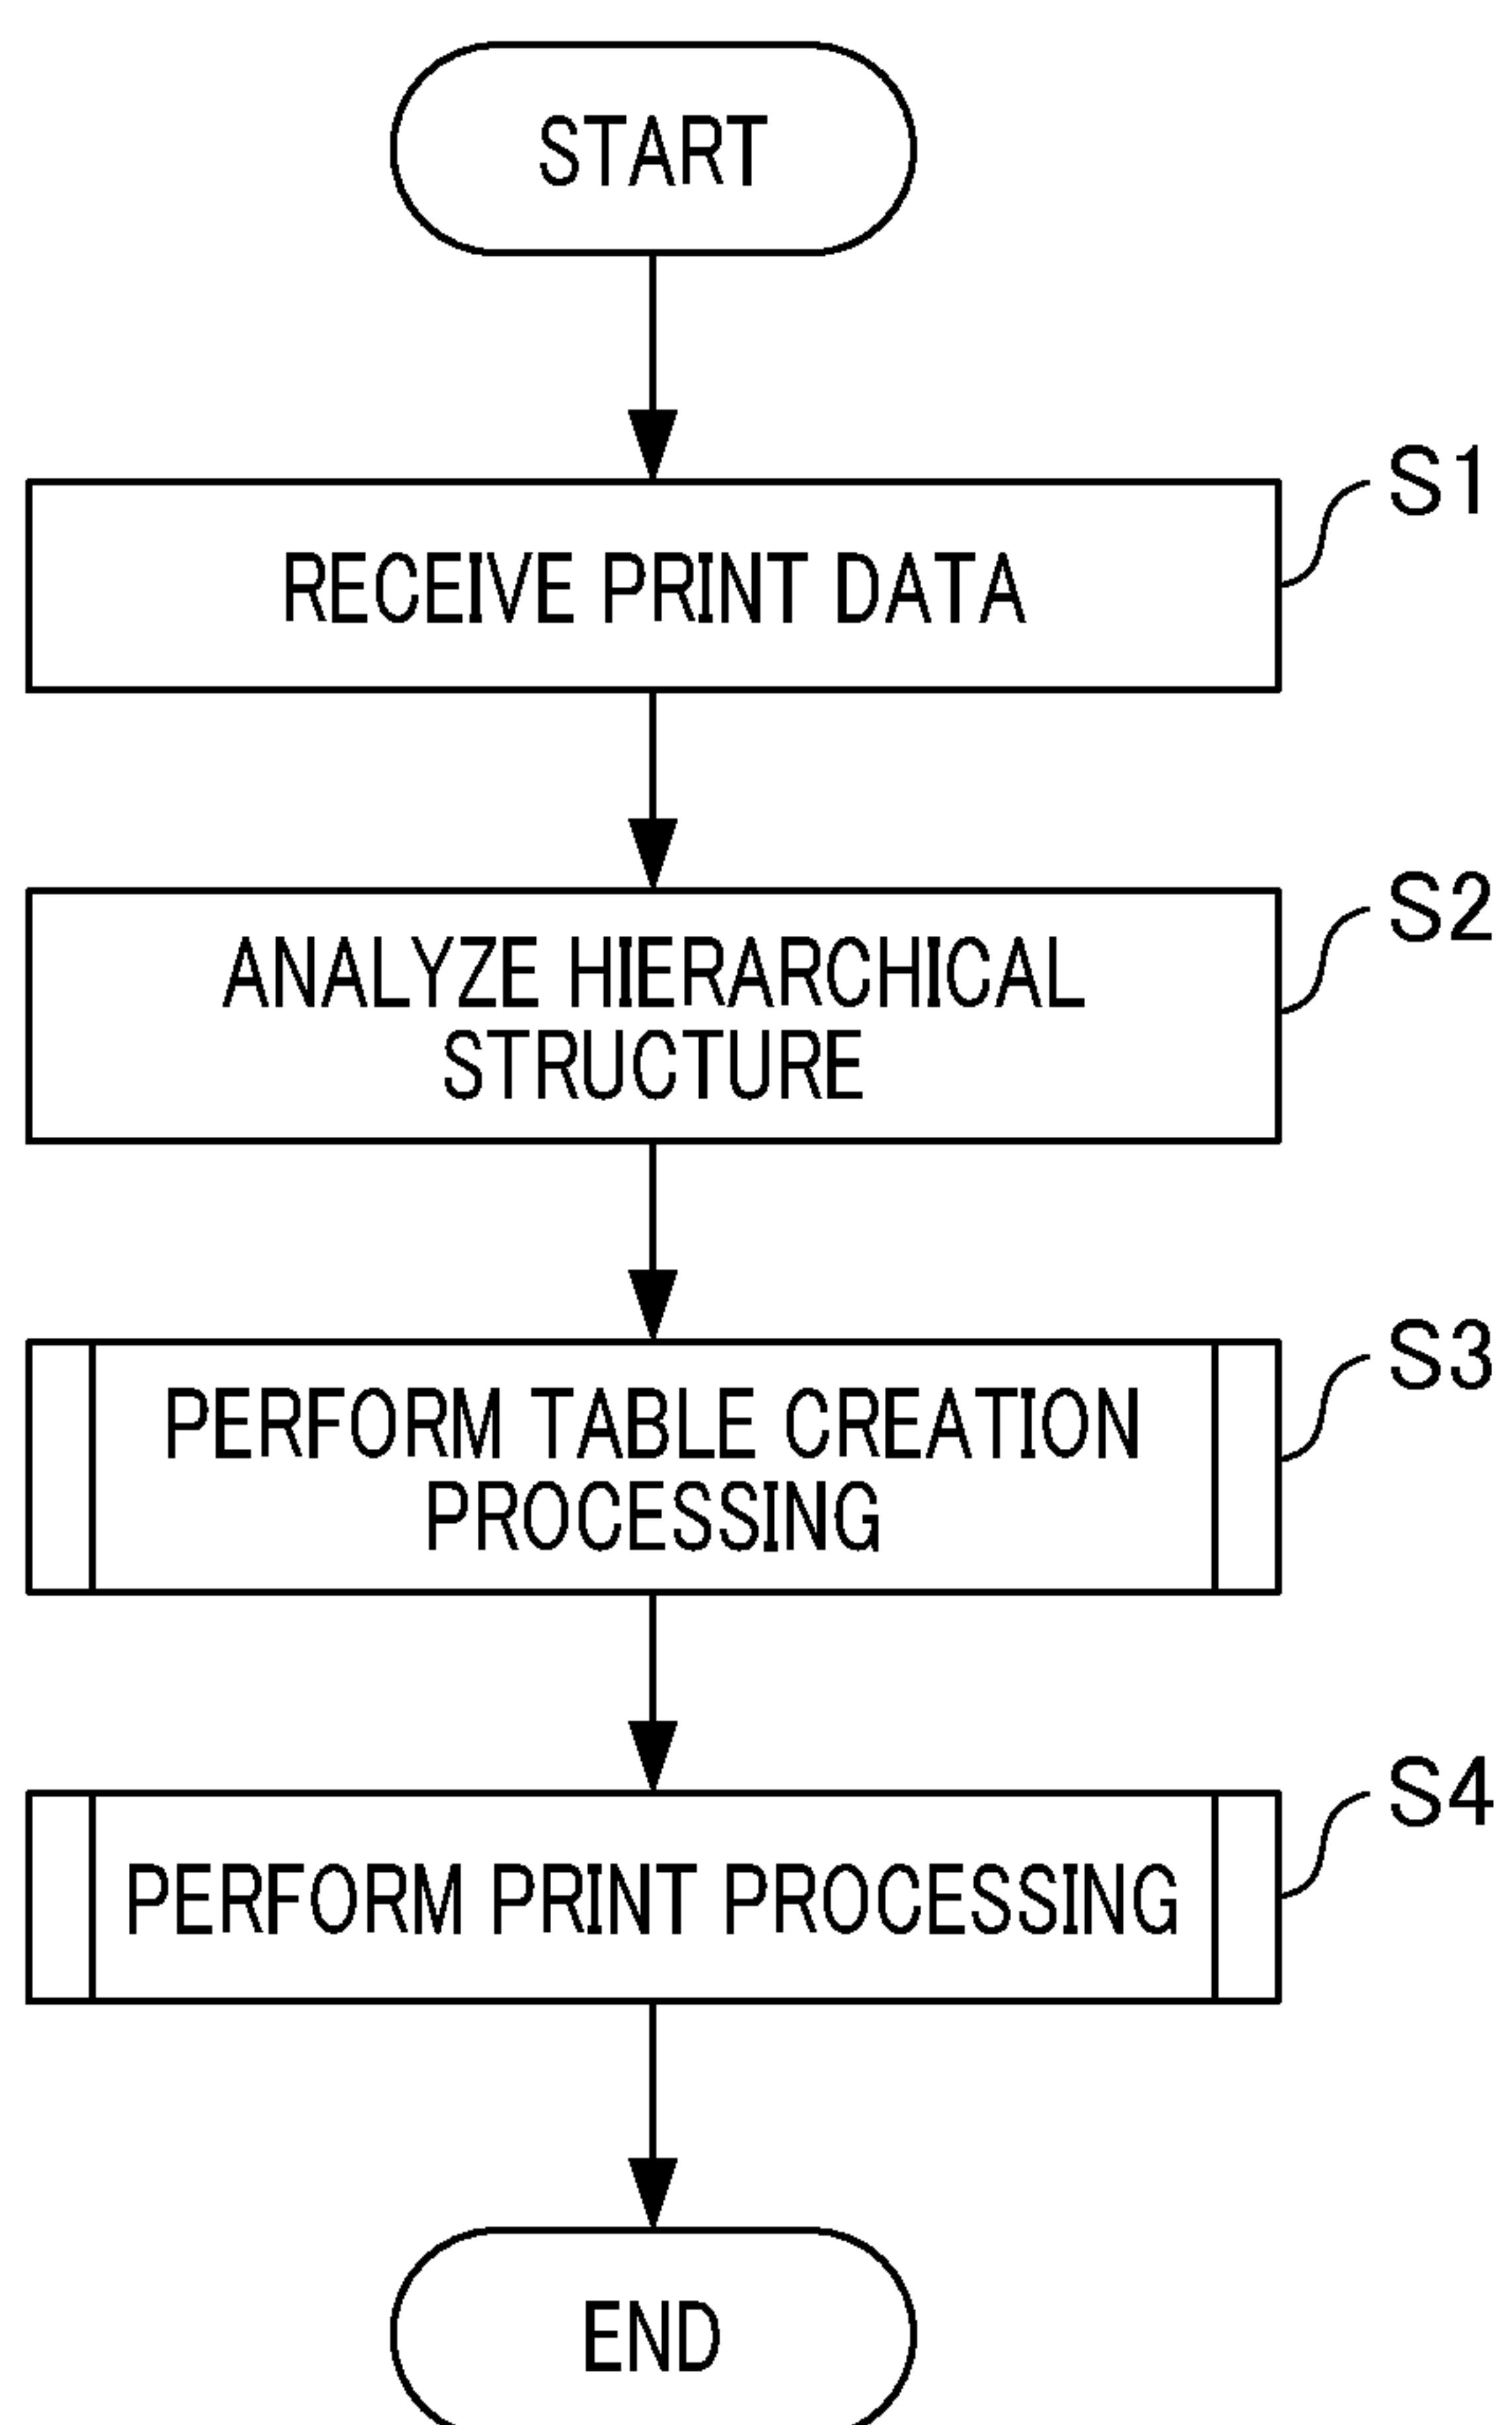 START
S1
RECEIVE PRINT DATA
S2
ANALYZE HIERARCHICAL
STRUCTURE
S3
PERFORM TABLE CREATION
PROCESSING
S4
PERFORM PRINT PROCESSING
END